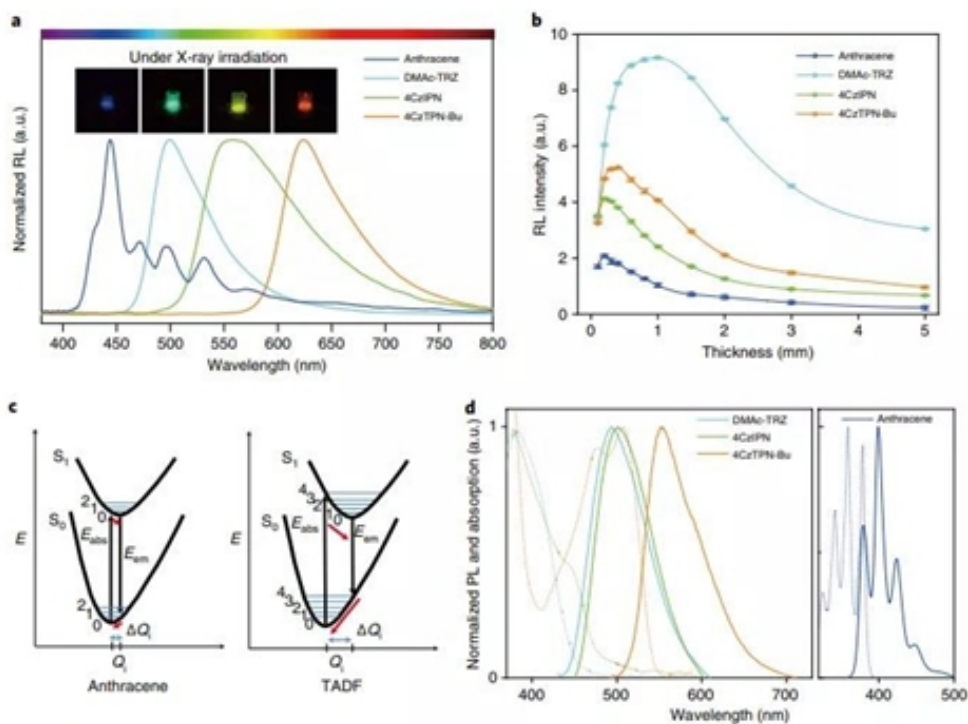 a
Under X-ray irradiation
Anthracene
DMAc-TRZ
4CzIPN
4CzTPN-Bu
Normalized RL (a.u.)
400 450 500 550 600 650 700 750 800
Wavelength (nm)
b
Anthracene
DMAc-TRZ
4CzIPN
4CzTPN-Bu
RL intensity (a.u.)
10
8
6
4
2
0
0 1 2 3 4 5
Thickness (mm)
c
E
S₁
S₀
2 1 0
E_abs
E_em
2 1 0
ΔQᵢ
Qᵢ
Anthracene
E
S₁
S₀
4 3 2 1 0
E_abs
E_em
4 3 2 1 0
ΔQᵢ
Qᵢ
TADF
d
DMAc-TRZ
4CzIPN
4CzTPN-Bu
Anthracene
Normalized PL and absorption (a.u.)
1
0
400 500 600 700
400 500
Wavelength (nm)